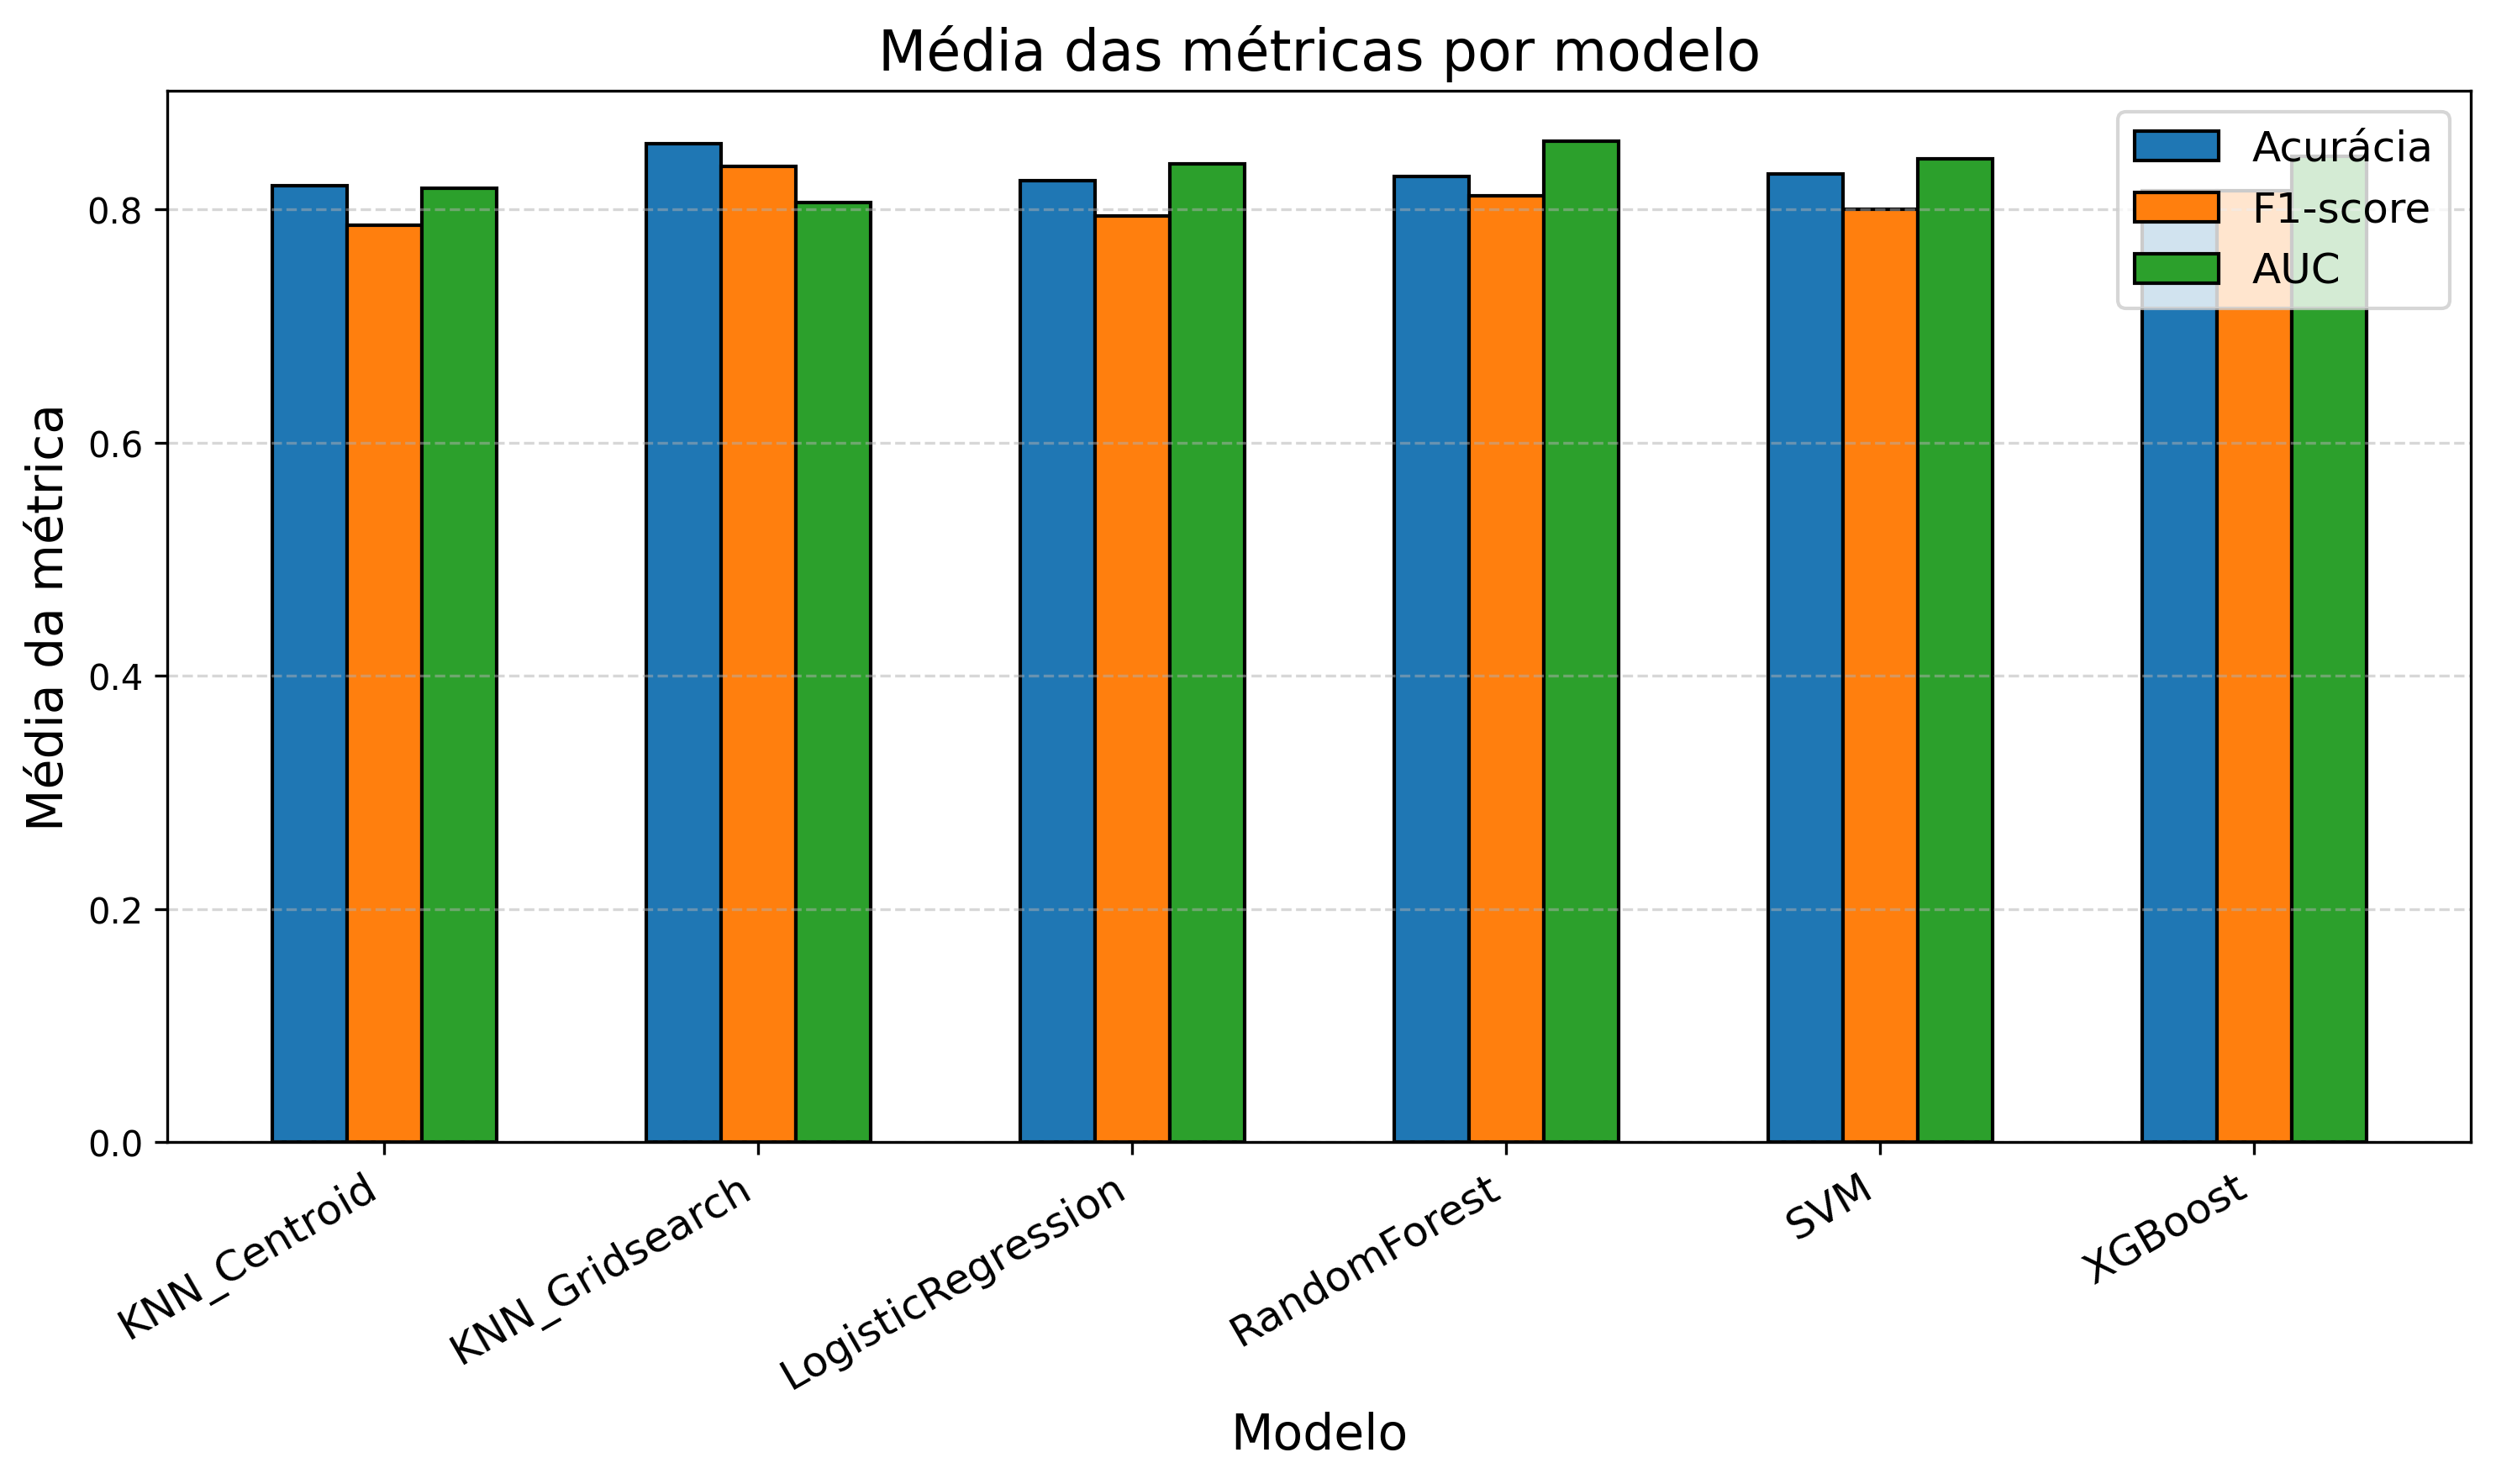 Média das métricas por modelo
Acurácia
F1-score
AUC
Média da métrica
0.8
0.6
0.4
0.2
0.0
KNN_Centroid
KNN_Gridsearch
LogisticRegression
RandomForest
SVM
XGBoost
Modelo